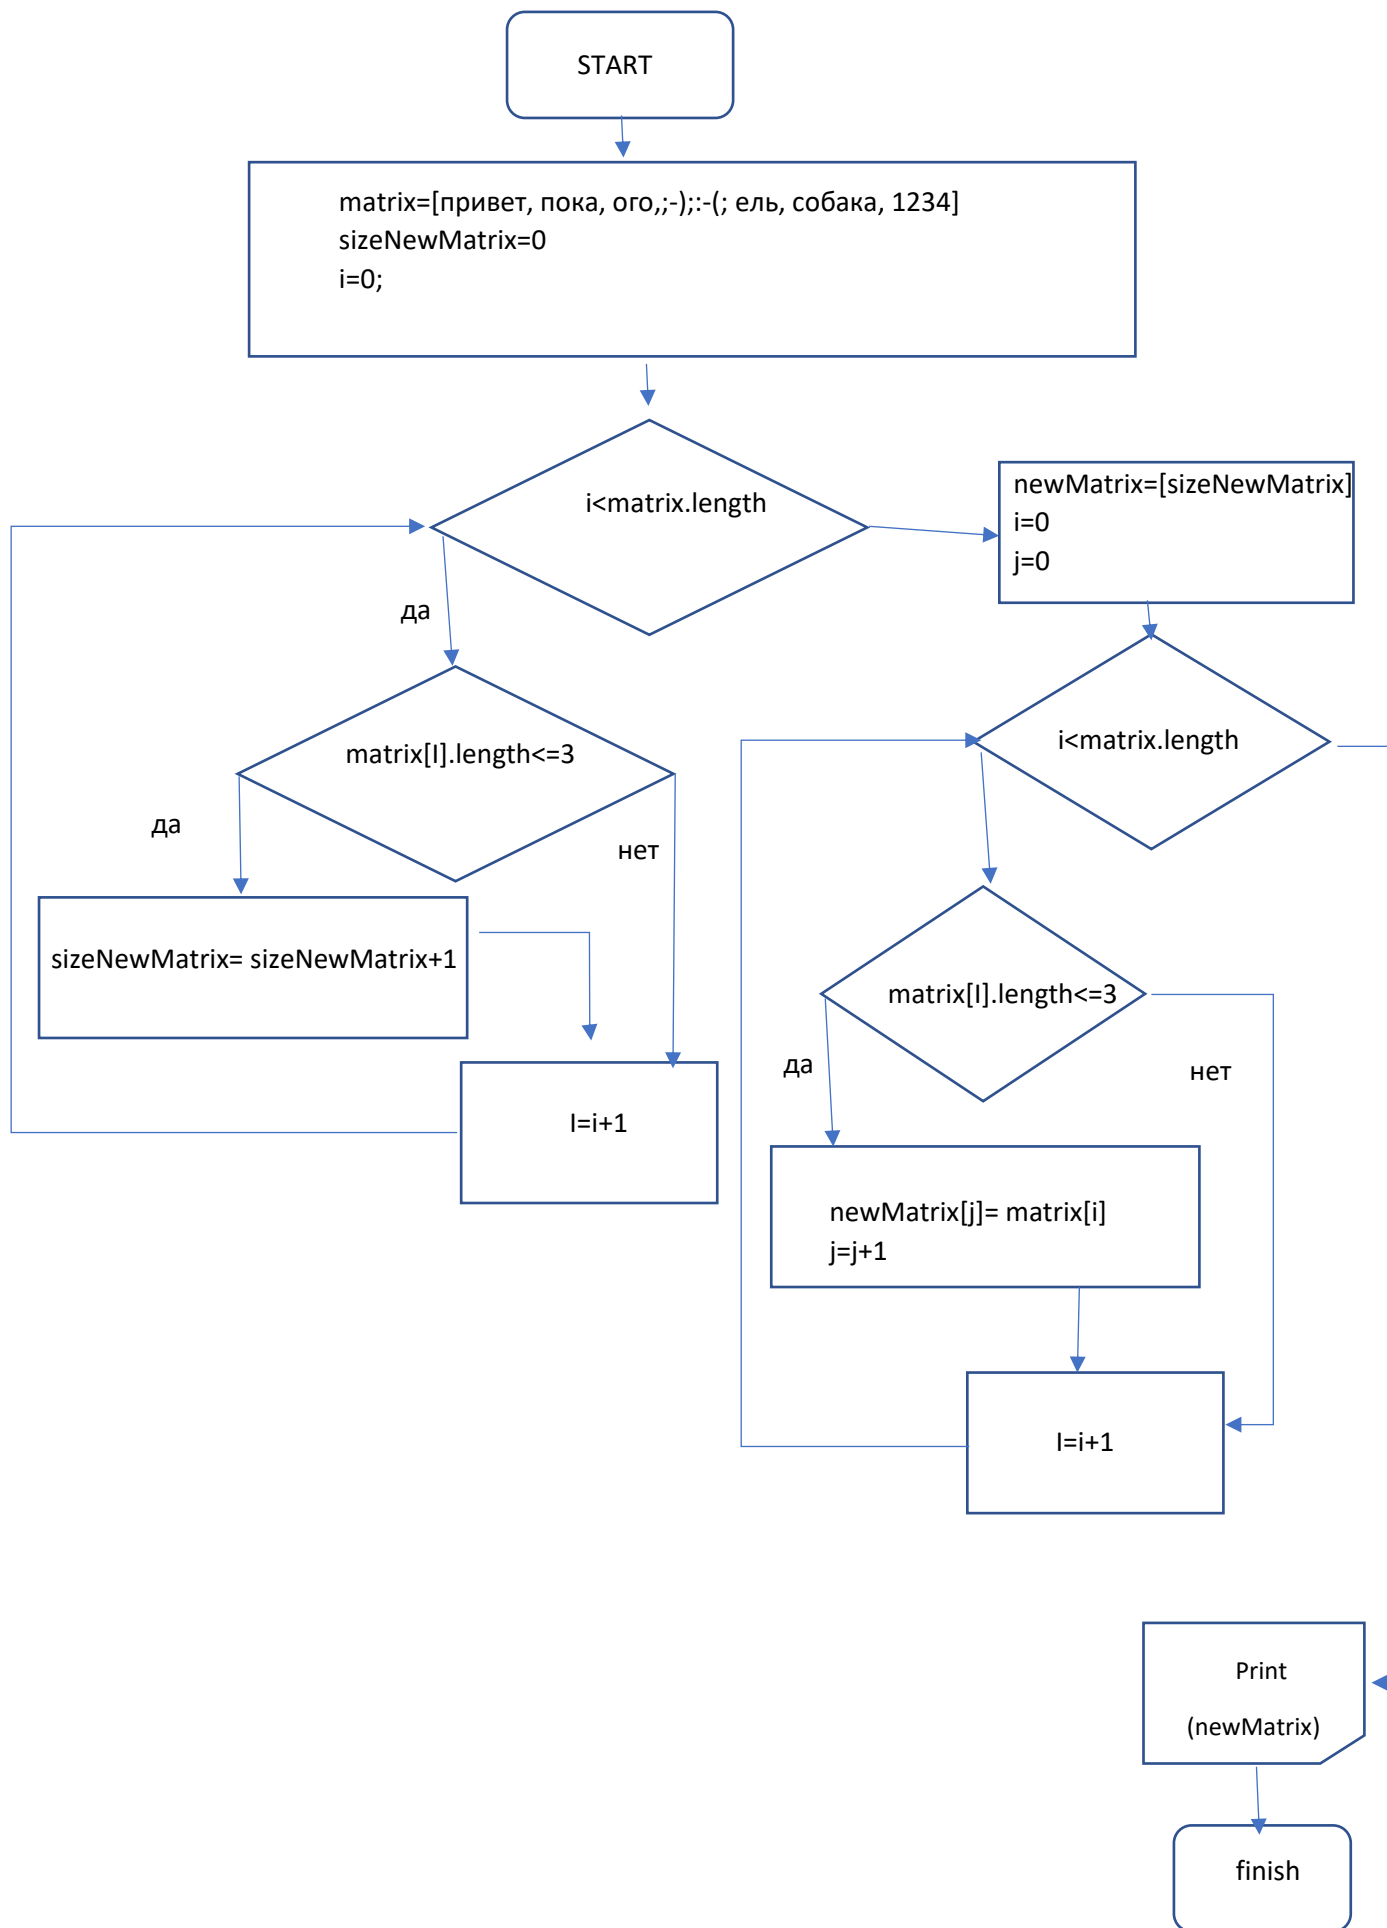 START
matrix=[привет, пока, ого,;-);:-(; ель, собака, 1234]
sizeNewMatrix=0
i=0;
i<matrix.length
newMatrix=[sizeNewMatrix]
i=0
j=0
да
matrix[I].length<=3
i<matrix.length
да
нет
sizeNewMatrix= sizeNewMatrix+1
matrix[I].length<=3
да
нет
I=i+1
newMatrix[j]= matrix[i]
j=j+1
I=i+1
Print
(newMatrix)
finish